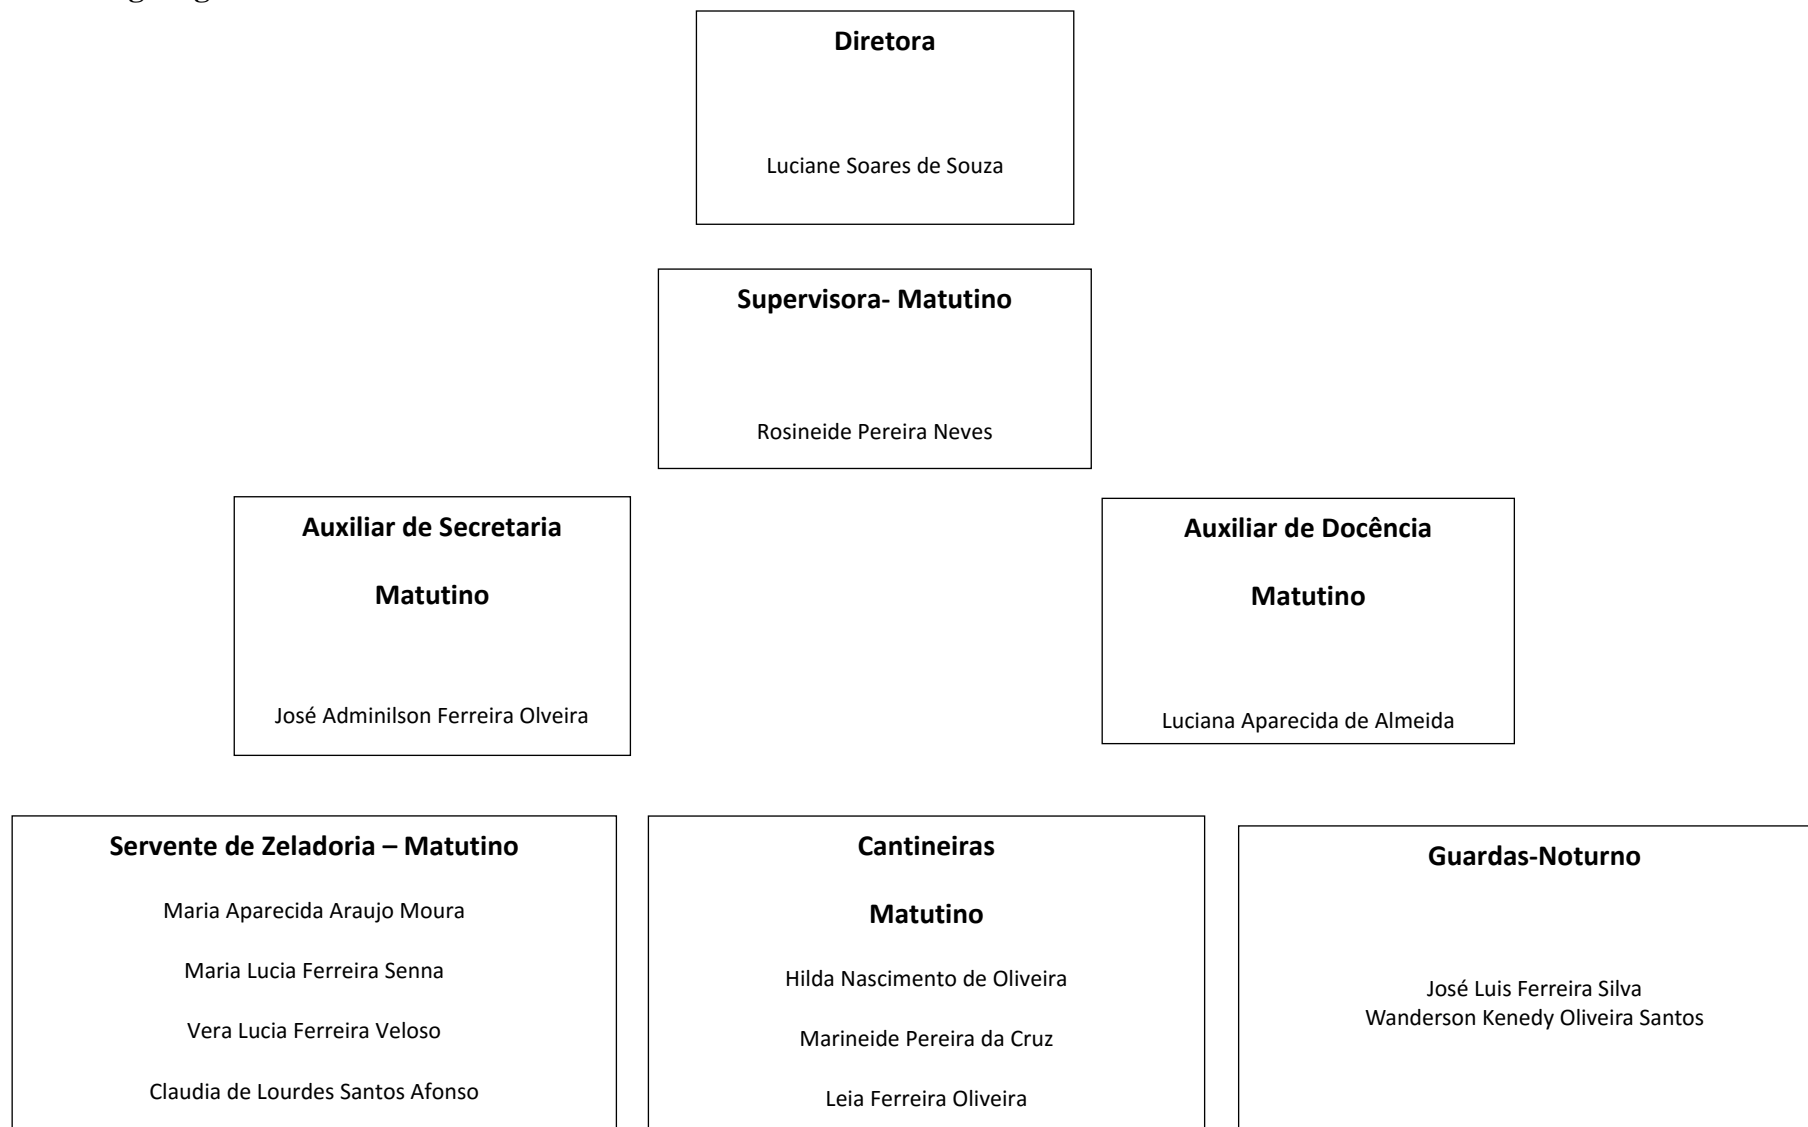 Diretora
Luciane Soares de Souza
Supervisora- Matutino
Rosineide Pereira Neves
Auxiliar de Secretaria
Matutino
José Adminilson Ferreira Olveira
Auxiliar de Docência
Matutino
Luciana Aparecida de Almeida
Servente de Zeladoria – Matutino
Maria Aparecida Araujo Moura
Maria Lucia Ferreira Senna
Vera Lucia Ferreira Veloso
Claudia de Lourdes Santos Afonso
Cantineiras
Matutino
Hilda Nascimento de Oliveira
Marineide Pereira da Cruz
Leia Ferreira Oliveira
Guardas-Noturno
José Luis Ferreira Silva
Wanderson Kenedy Oliveira Santos